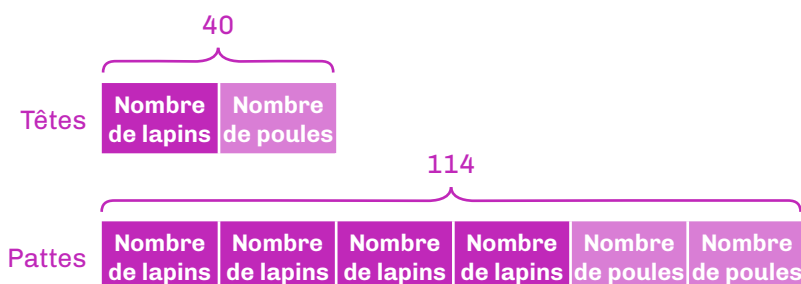 40
Têtes
Nombre de lapins
Nombre de poules
114
Pattes
Nombre de lapins
Nombre de lapins
Nombre de lapins
Nombre de lapins
Nombre de poules
Nombre de poules